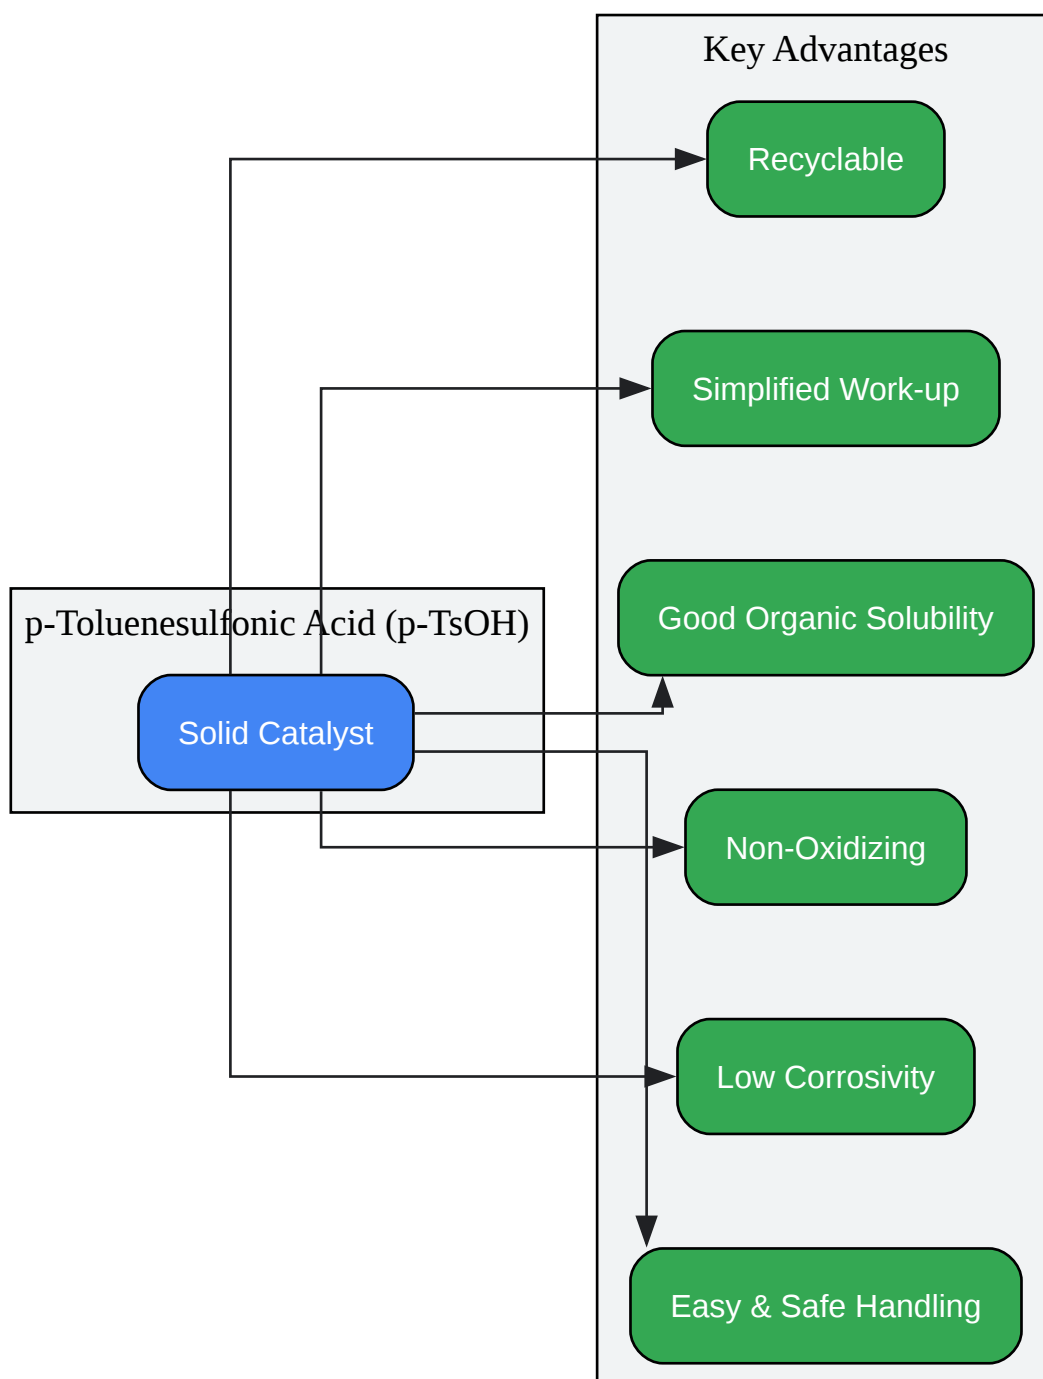 Key Advantages
Recyclable
Simplified Work-up
Good Organic Solubility
p-Toluenesulfonic Acid (p-TsOH)
Solid Catalyst
Non-Oxidizing
Low Corrosivity
Easy & Safe Handling